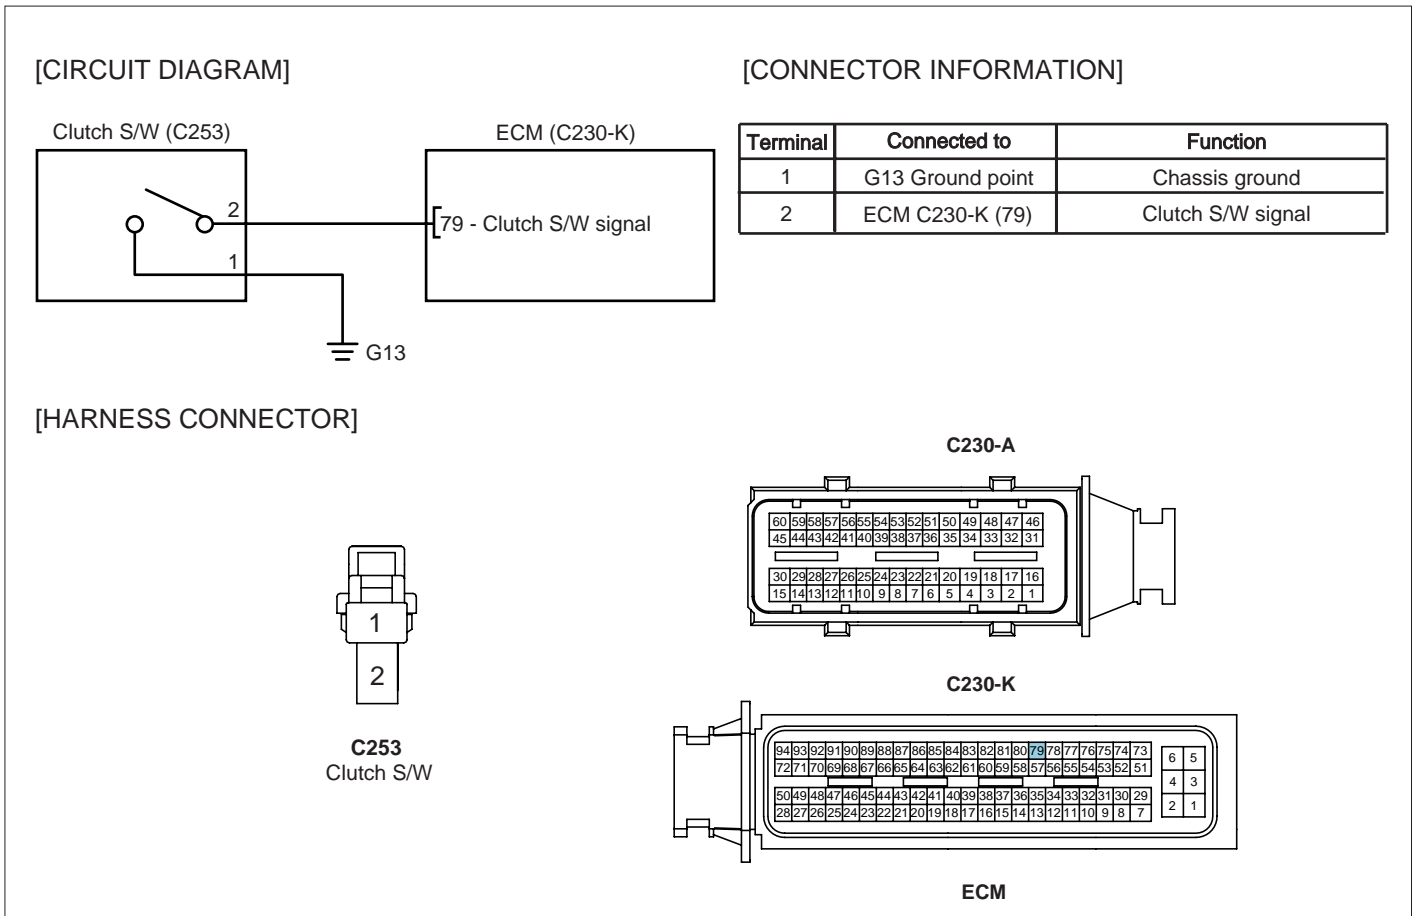 [CIRCUIT DIAGRAM]
Clutch S/W (C253)
ECM (C230-K)
2
79 - Clutch S/W signal
1
G13
[CONNECTOR INFORMATION]
Terminal Connected to Function
1 G13 Ground point Chassis ground
2 ECM C230-K (79) Clutch S/W signal
[HARNESS CONNECTOR]
1
2
C253
Clutch S/W
C230-A
60 59 58 57 56 55 54 53 52 51 50 49 48 47 46
45 44 43 42 41 40 39 38 37 36 35 34 33 32 31
30 29 28 27 26 25 24 23 22 21 20 19 18 17 16
15 14 13 12 11 10 9 8 7 6 5 4 3 2 1
C230-K
94 93 92 91 90 89 88 87 86 85 84 83 82 81 80 79 78 77 76 75 74 73
72 71 70 69 68 67 66 65 64 63 62 61 60 59 58 57 56 55 54 53 52 51
50 49 48 47 46 45 44 43 42 41 40 39 38 37 36 35 34 33 32 31 30 29
28 27 26 25 24 23 22 21 20 19 18 17 16 15 14 13 12 11 10 9 8 7
6 5
4 3
2 1
ECM